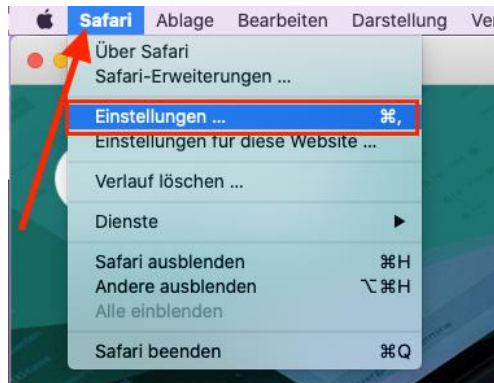 Safari Ablage Bearbeiten Darstellung
Über Safari
Safari-Erweiterungen ...
Einstellungen ... ⌘,
Einstellungen für diese Website ...
Verlauf löschen ...
Dienste ▶
Safari ausblenden ⌘H
Andere ausblenden ⌥⌘H
Alle einblenden
Safari beenden ⌘Q